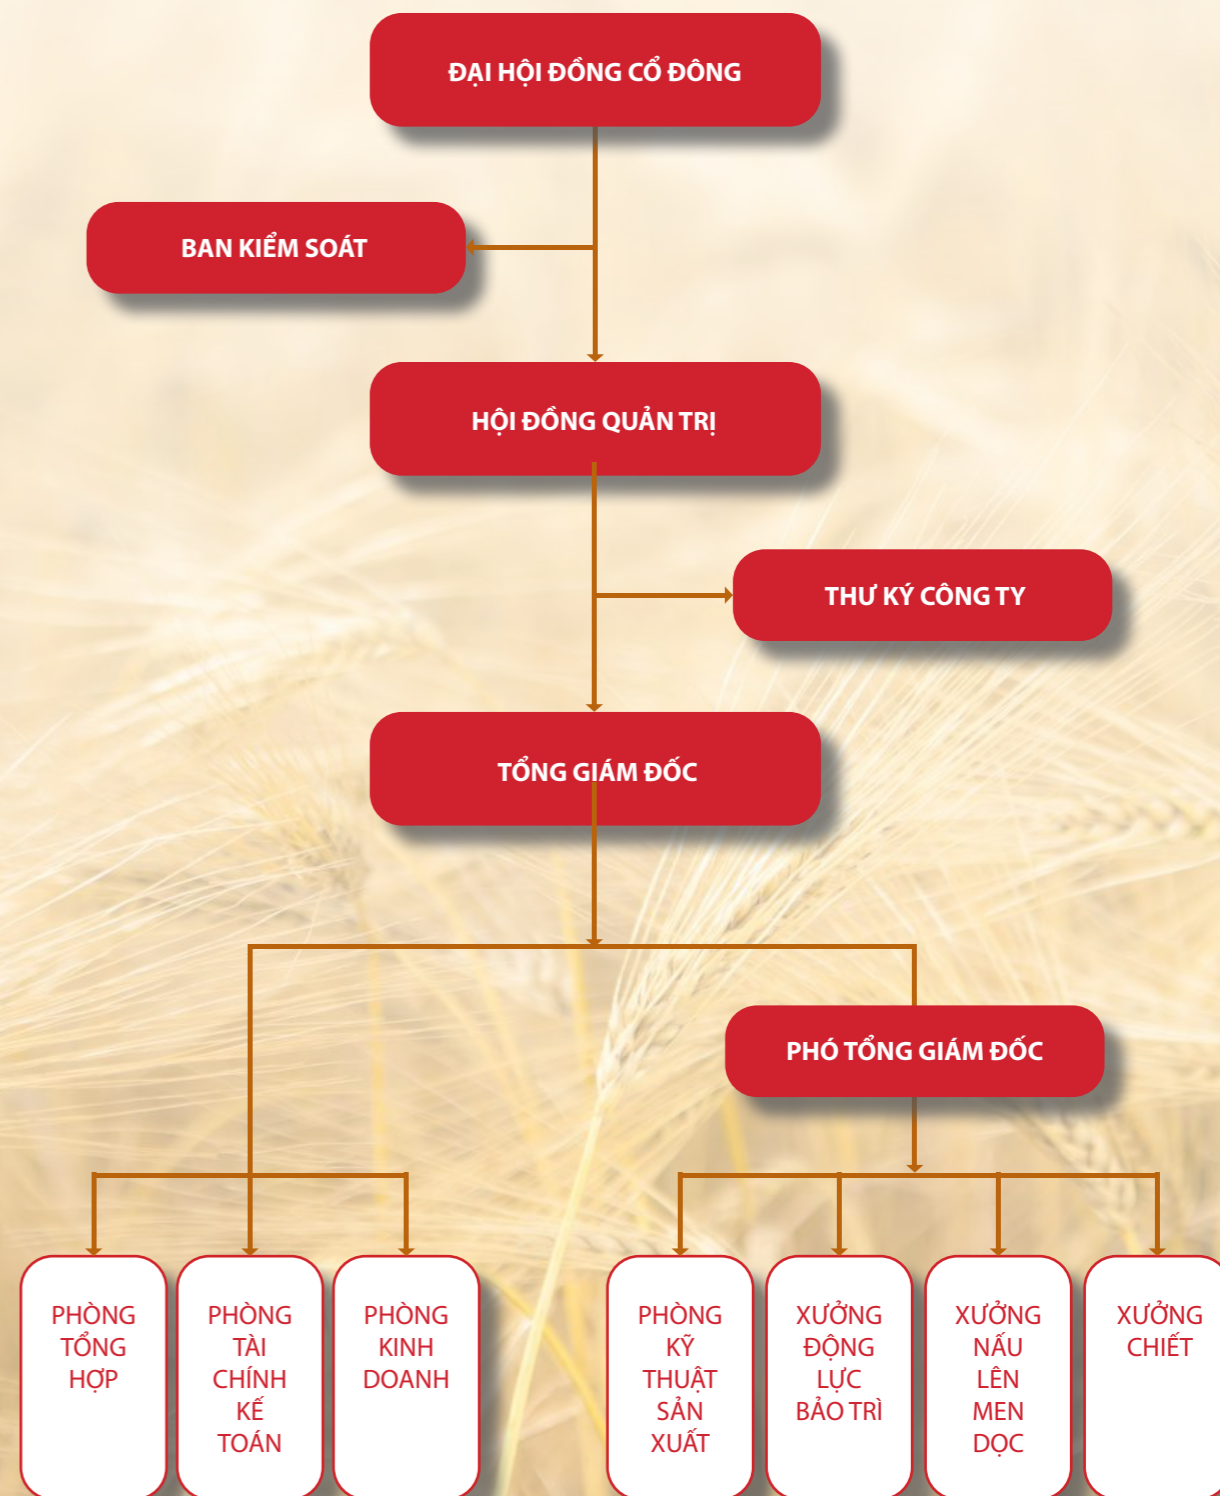 ĐẠI HỘI ĐỒNG CỔ ĐÔNG
BAN KIỂM SOÁT
HỘI ĐỒNG QUẢN TRỊ
THƯ KÝ CÔNG TY
TỔNG GIÁM ĐỐC
PHÓ TỔNG GIÁM ĐỐC
PHÒNG
TỔNG
HỢP
PHÒNG
TÀI
CHÍNH
KẾ
TOÁN
PHÒNG
KINH
DOANH
PHÒNG
KỸ
THUẬT
SẢN
XUẤT
XƯỞNG
ĐỘNG
LỰC
BẢO TRÌ
XƯỞNG
NẤU
LÊN
MEN
DỌC
XƯỞNG
CHIẾT